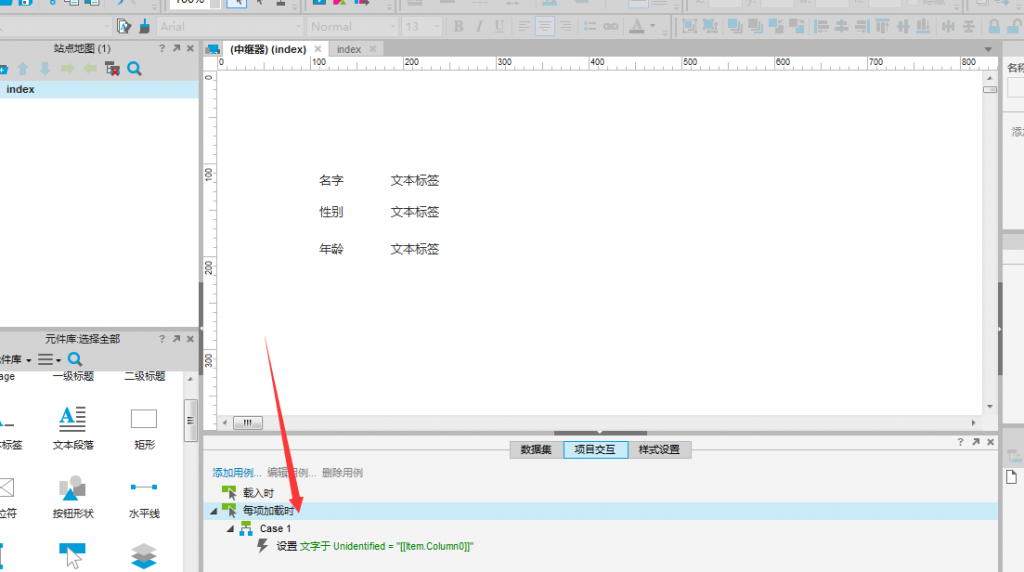 100%
Arial
Normal
13
B I U
站点地图 (1)
(中继器) (index)
index
index
0 100 200 300 400 500 600 700 800
0
100
200
300
名字 文本标签
性别 文本标签
年龄 文本标签
名称
添加
元件库:选择全部
件库
age 一级标题 二级标题
标签 文本段落 矩形
位符 按钮形状 水平线
数据集 项目交互 样式设置
添加用例... 编辑用例... 删除用例
载入时
每项加载时
Case 1
设置 文字于 Unidentified = "[[Item.Column0]]"